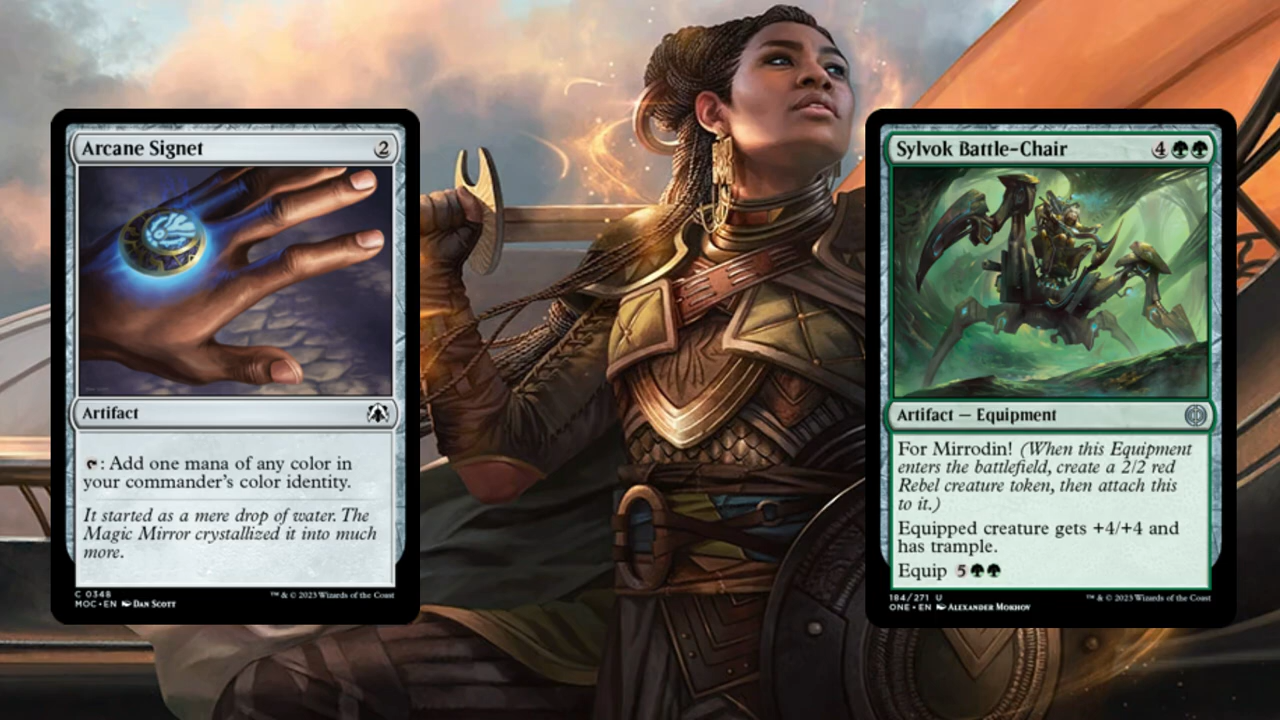 Arcane Signet 2
Artifact
: Add one mana of any color in
your commander's color identity.
It started as a mere drop of water. The
Magic Mirror crystallized it into much
more.
C 0348
MOC • EN DAN SCOTT
™ & © 2023 Wizards of the Coast
Sylvok Battle-Chair 4
Artifact — Equipment
For Mirrodin! (When this Equipment
enters the battlefield, create a 2/2 red
Rebel creature token, then attach this
to it.)
Equipped creature gets +4/+4 and
has trample.
Equip 5
184/271 U
ONE • EN ALEXANDER MOKHOV
™ & © 2023 Wizards of the Coast